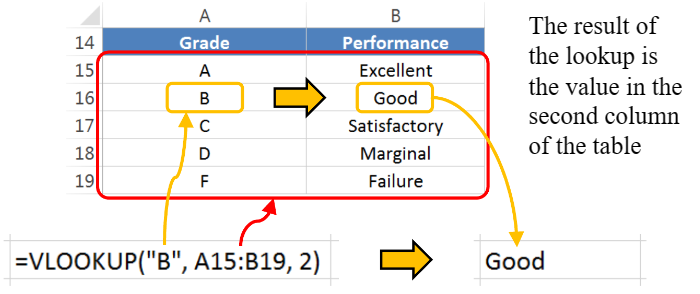 A B
14 Grade Performance
15 A Excellent
16 B Good
17 C Satisfactory
18 D Marginal
19 F Failure
The result of
the lookup is
the value in the
second column
of the table
=VLOOKUP("B", A15:B19, 2) Good